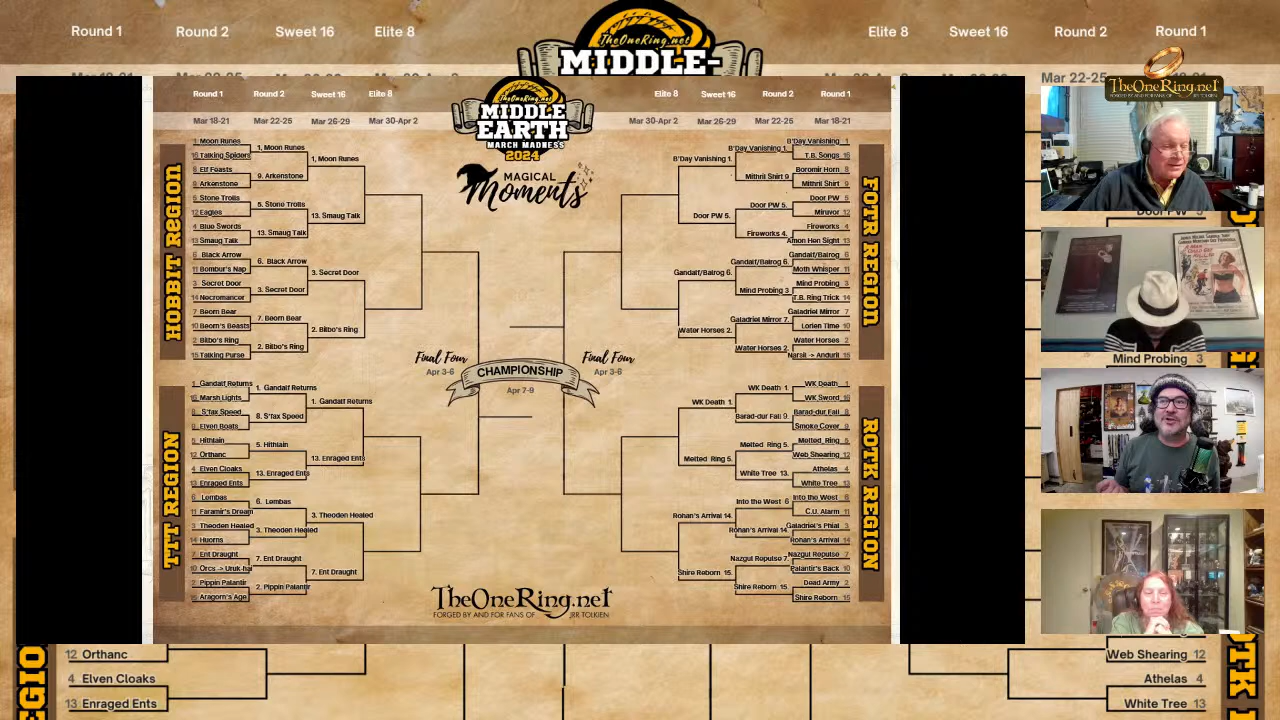 Round 1
Round 2
Sweet 16
Elite 8
TheOneRing.net
MIDDLE-
Elite 8
Sweet 16
Round 2
Round 1
Mar 22-25
TheOneRing.net
FORGED BY AND FOR FANS OF JRR TOLKIEN
Round 1
Round 2
Sweet 16
Elite 8
Mar 18-21
Mar 22-25
Mar 26-29
Mar 30-Apr 2
TheOneRing.net
MIDDLE
EARTH
MARCH MADNESS
2024
Elite 8
Sweet 16
Round 2
Round 1
Mar 30-Apr 2
Mar 26-29
Mar 22-25
Mar 18-21
MAGICAL
Moments
HOBBIT REGION
1 Moon Runes
Talking Spiders
8 Elf Feasts
9 Arkenstone
5 Stone Trolls
12 Eagles
4 Blue Swords
13 Smaug Talk
6 Black Arrow
11 Bombur's Nap
3 Secret Door
14 Necromancer
7 Beorn Bear
10 Beorn's Beasts
2 Bilbo's Ring
15 Talking Purse
1. Moon Runes
9. Arkenstone
5. Stone Trolls
13. Smaug Talk
6. Black Arrow
3. Secret Door
7. Beorn Bear
2. Bilbo's Ring
1. Moon Runes
13. Smaug Talk
3. Secret Door
2. Bilbo's Ring
TTT REGION
1 Gandalf Returns
16 Marsh Lights
8 S'fax Speed
9 Elven Boats
5 Hithlain
12 Orthanc
4 Elven Cloaks
13 Enraged Ents
6 Lembas
11 Faramir's Dream
3 Theoden Healed
14 Huorns
7 Ent Draught
10 Orcs -> Uruk-hai
2 Pippin Palantir
Aragorn's Age
1. Gandalf Returns
8. S'fax Speed
5. Hithlain
13. Enraged Ents
6. Lembas
3. Theoden Healed
7. Ent Draught
2. Pippin Palantir
1. Gandalf Returns
13. Enraged Ents
3. Theoden Healed
7. Ent Draught
Final Four
Apr 3-6
CHAMPIONSHIP
Apr 7-9
Final Four
Apr 3-6
TheOneRing.net
FORGED BY AND FOR FANS OF JRR TOLKIEN
B'Day Vanishing 1.
Door PW 5.
Gandalf/Balrog 6.
Water Horses 2.
B'Day Vanishing 1.
Mithril Shirt 9
Door PW 5.
Fireworks 4.
Gandalf/Balrog 6.
Mind Probing 3
Galadriel Mirror 7.
Water Horses 2.
B'Day Vanishing 1
T.B. Songs 16
Boromir Horn 8
Mithril Shirt 9
Door PW 5
Miruvor 12
Fireworks 4
Amon Hen Sight 13
Gandalf/Balrog 6
Moth Whisper 11
Mind Probing 3
T.B. Ring Trick 14
Galadriel Mirror 7
Lorien Time 10
Water Horses 2
Narsil -> Anduril 15
FOTR REGION
WK Death 1.
Melted Ring 5.
Rohan's Arrival 14.
Shire Reborn 15.
WK Death 1.
Barad-dur Fall 9.
Melted Ring 5.
White Tree 13.
Into the West 6
Rohan's Arrival 14.
Nazgul Repulse 7.
Shire Reborn 15.
WK Death 1
WK Sword 16
Barad-dur Fall
Smoke Cover 9
Melted Ring 5
Web Shearing 12
Athelas 4
White Tree 13
Into the West 6
C.U. Alarm 11
Galadriel's Phial 3
Rohan's Arrival 14
Nazgul Repulse 7
Palantir's Back 10
Dead Army 2
Shire Reborn 15
ROTK REGION
Door PW 5
Mind Probing 3
12 Orthanc
4 Elven Cloaks
13 Enraged Ents
Web Shearing 12
Athelas 4
White Tree 13